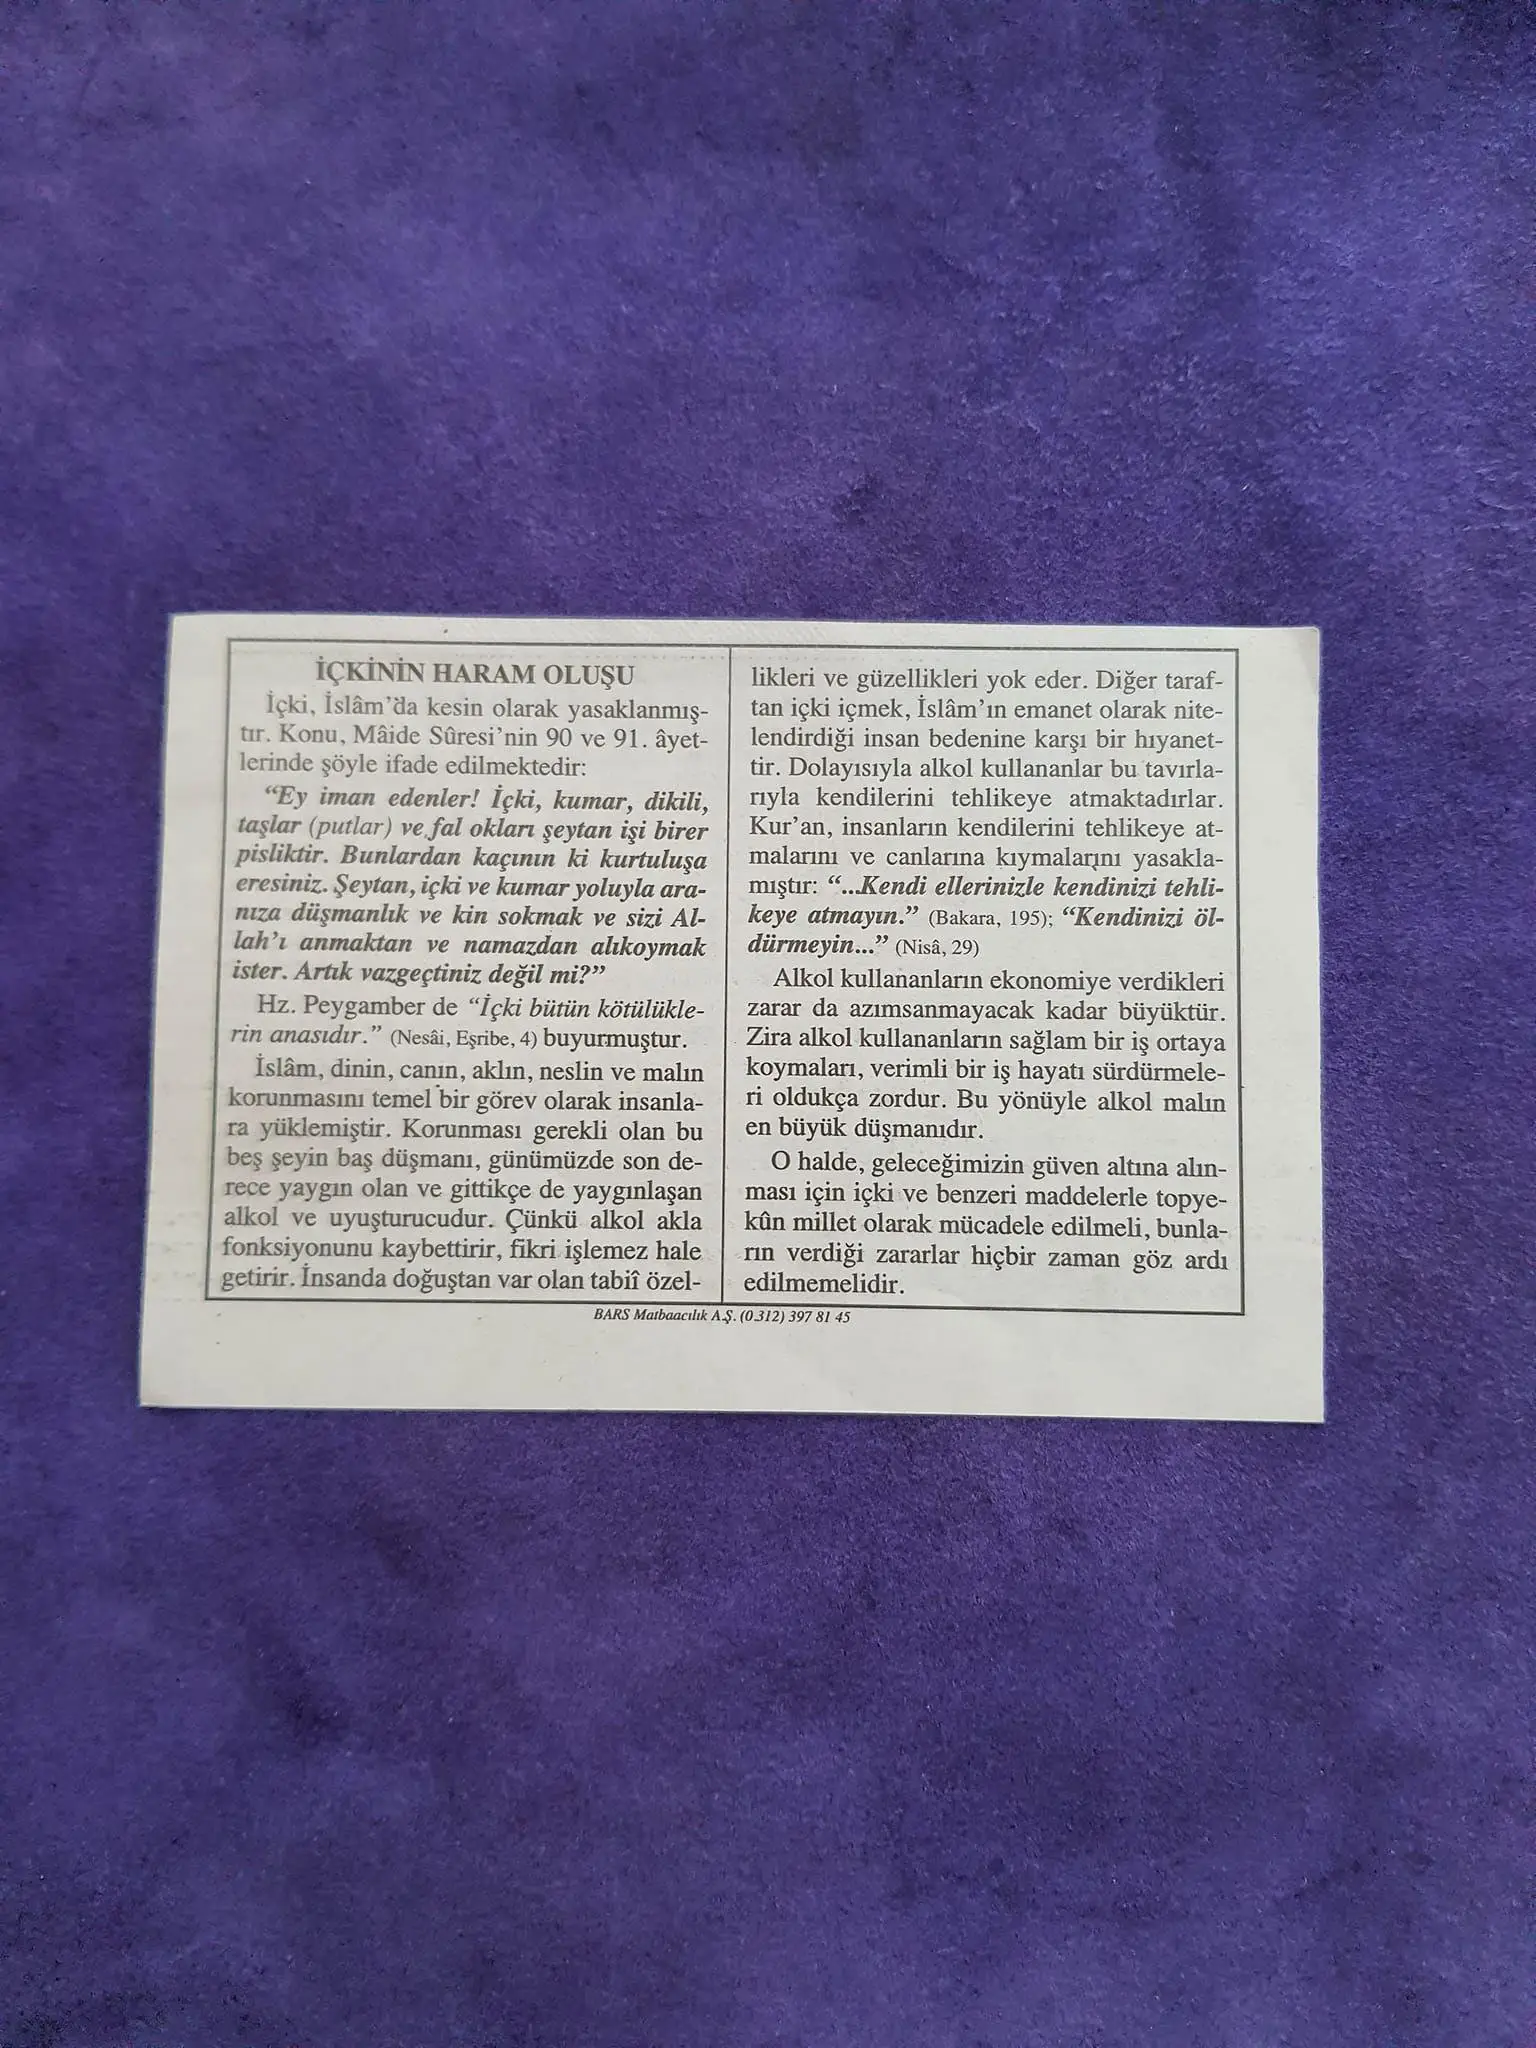 İÇKİNİN HARAM OLUŞU
İçki, İslâm'da kesin olarak yasaklanmış-
tır. Konu, Mâide Sûresi'nin 90 ve 91. âyet-
lerinde şöyle ifade edilmektedir:
“Ey iman edenler! İçki, kumar, dikili,
taşlar (putlar) ve fal okları şeytan işi birer
pisliktir. Bunlardan kaçının ki kurtuluşa
eresiniz. Şeytan, içki ve kumar yoluyla ara-
nıza düşmanlık ve kin sokmak ve sizi Al-
lah'ı anmaktan ve namazdan alıkoymak
ister. Artık vazgeçtiniz değil mi?”
Hz. Peygamber de “İçki bütün kötülükle-
rin anasıdır.” (Nesâi, Eşribe, 4) buyurmuştur.
İslâm, dinin, canın, aklın, neslin ve malın
korunmasını temel bir görev olarak insanla-
ra yüklemiştir. Korunması gerekli olan bu
beş şeyin baş düşmanı, günümüzde son de-
rece yaygın olan ve gittikçe de yaygınlaşan
alkol ve uyuşturucudur. Çünkü alkol akla
fonksiyonunu kaybettirir, fikri işlemez hale
getirir. İnsanda doğuştan var olan tabiî özel-
likleri ve güzellikleri yok eder. Diğer taraf-
tan içki içmek, İslâm'ın emanet olarak nite-
lendirdiği insan bedenine karşı bir hıyanet-
tir. Dolayısıyla alkol kullananlar bu tavırla-
rıyla kendilerini tehlikeye atmaktadırlar.
Kur'an, insanların kendilerini tehlikeye at-
malarını ve canlarına kıymalarını yasakla-
mıştır: “...Kendi ellerinizle kendinizi tehli-
keye atmayın.” (Bakara, 195); “Kendinizi öl-
dürmeyin...” (Nisâ, 29)
Alkol kullananların ekonomiye verdikleri
zarar da azımsanmayacak kadar büyüktür.
Zira alkol kullananların sağlam bir iş ortaya
koymaları, verimli bir iş hayatı sürdürmele-
ri oldukça zordur. Bu yönüyle alkol malın
en büyük düşmanıdır.
O halde, geleceğimizin güven altına alın-
ması için içki ve benzeri maddelerle topye-
kûn millet olarak mücadele edilmeli, bunla-
rın verdiği zararlar hiçbir zaman göz ardı
edilmemelidir.
BARS Matbaacılık A.Ş. (0.312) 397 81 45